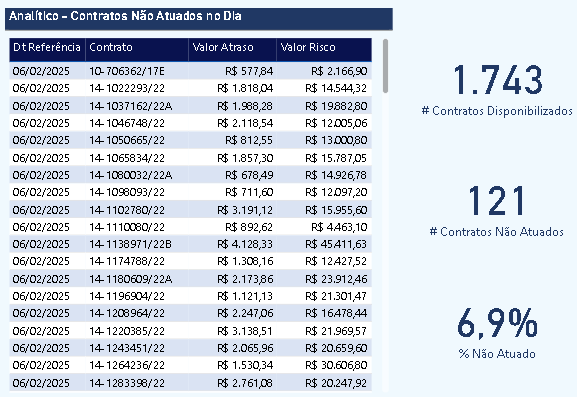 Analítico - Contratos Não Atuados no Dia
Dt Referência Contrato Valor Atraso Valor Risco
06/02/2025 10-706362/17E R$ 577,84 R$ 2.166,90
06/02/2025 14-1022293/22 R$ 1.818,04 R$ 14.544,32
06/02/2025 14-1037162/22A R$ 1.988,28 R$ 19.882,80
06/02/2025 14-1046748/22 R$ 2.118,54 R$ 12.005,06
06/02/2025 14-1050665/22 R$ 812,55 R$ 13.000,80
06/02/2025 14-1065834/22 R$ 1.857,30 R$ 15.787,05
06/02/2025 14-1080032/22A R$ 678,49 R$ 14.926,78
06/02/2025 14-1098093/22 R$ 711,60 R$ 12.097,20
06/02/2025 14-1102780/22 R$ 3.191,12 R$ 15.955,60
06/02/2025 14-1110080/22 R$ 892,62 R$ 4.463,10
06/02/2025 14-1138971/22B R$ 4.128,33 R$ 45.411,63
06/02/2025 14-1174788/22 R$ 1.308,16 R$ 12.427,52
06/02/2025 14-1180609/22A R$ 2.173,86 R$ 23.912,46
06/02/2025 14-1196904/22 R$ 1.121,13 R$ 21.301,47
06/02/2025 14-1208964/22 R$ 2.247,06 R$ 16.478,44
06/02/2025 14-1220385/22 R$ 3.138,51 R$ 21.969,57
06/02/2025 14-1243451/22 R$ 2.065,96 R$ 20.659,60
06/02/2025 14-1264236/22 R$ 1.530,34 R$ 30.606,80
06/02/2025 14-1283398/22 R$ 2.761,08 R$ 20.247,92
1.743
# Contratos Disponibilizados
121
# Contratos Não Atuados
6,9%
% Não Atuado